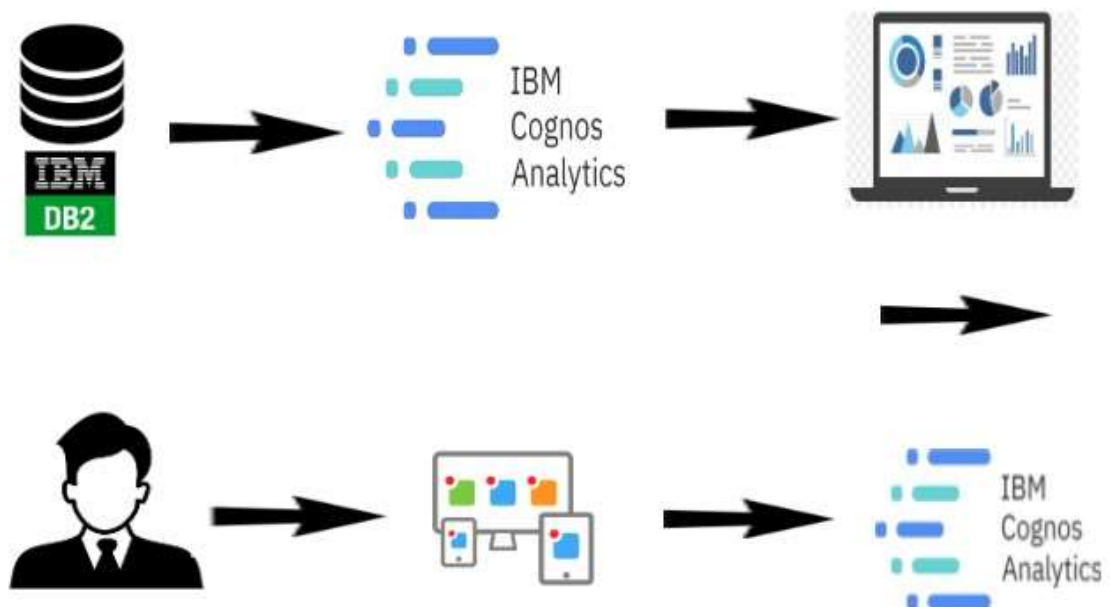 IBM
DB2
IBM
Cognos
Analytics
IBM
Cognos
Analytics